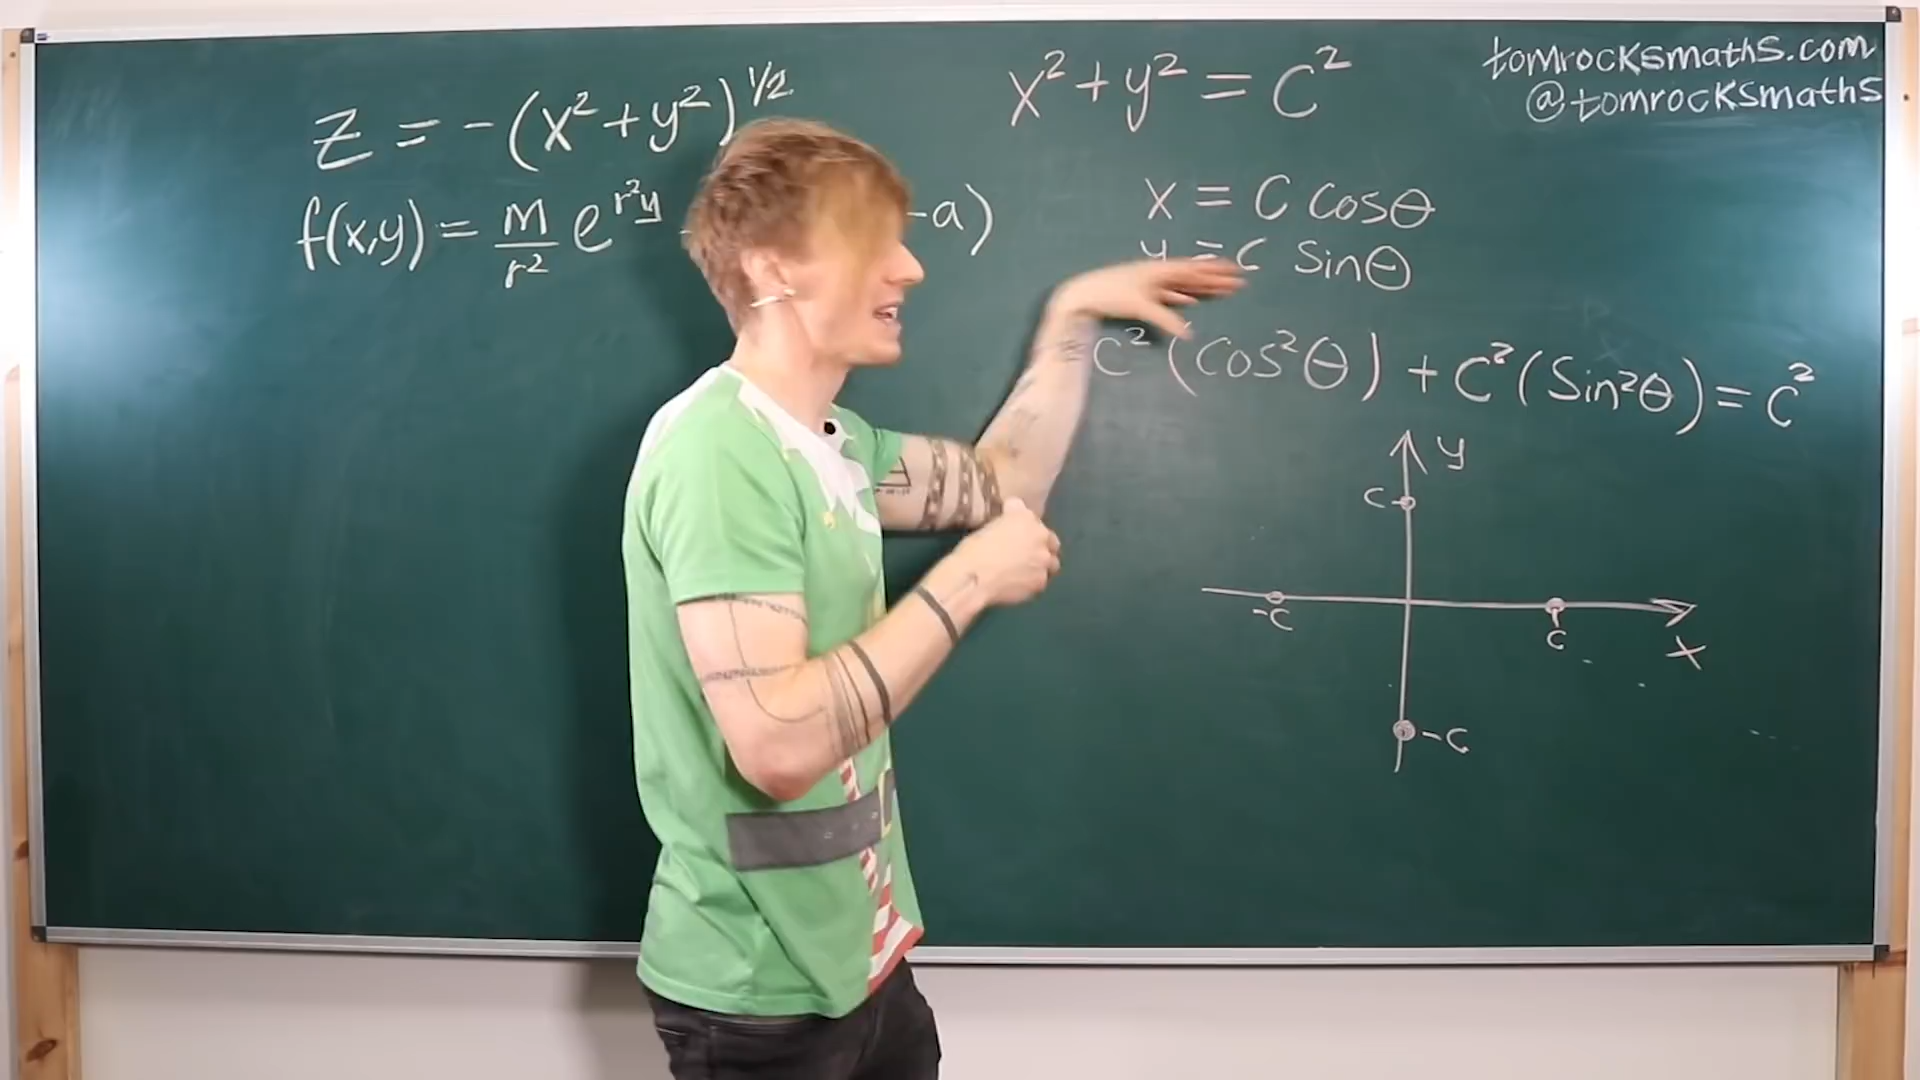 z = -(x²+y²)^1/2
f(x,y) = M/r² e^r²y -a)
x²+y² = C²
tomrocksmaths.com
@tomrocksmaths
x = C Cosθ
y = C Sinθ
C²(Cos²θ) + C²(Sin²θ) = C²
y
C
-C
C
x
-C